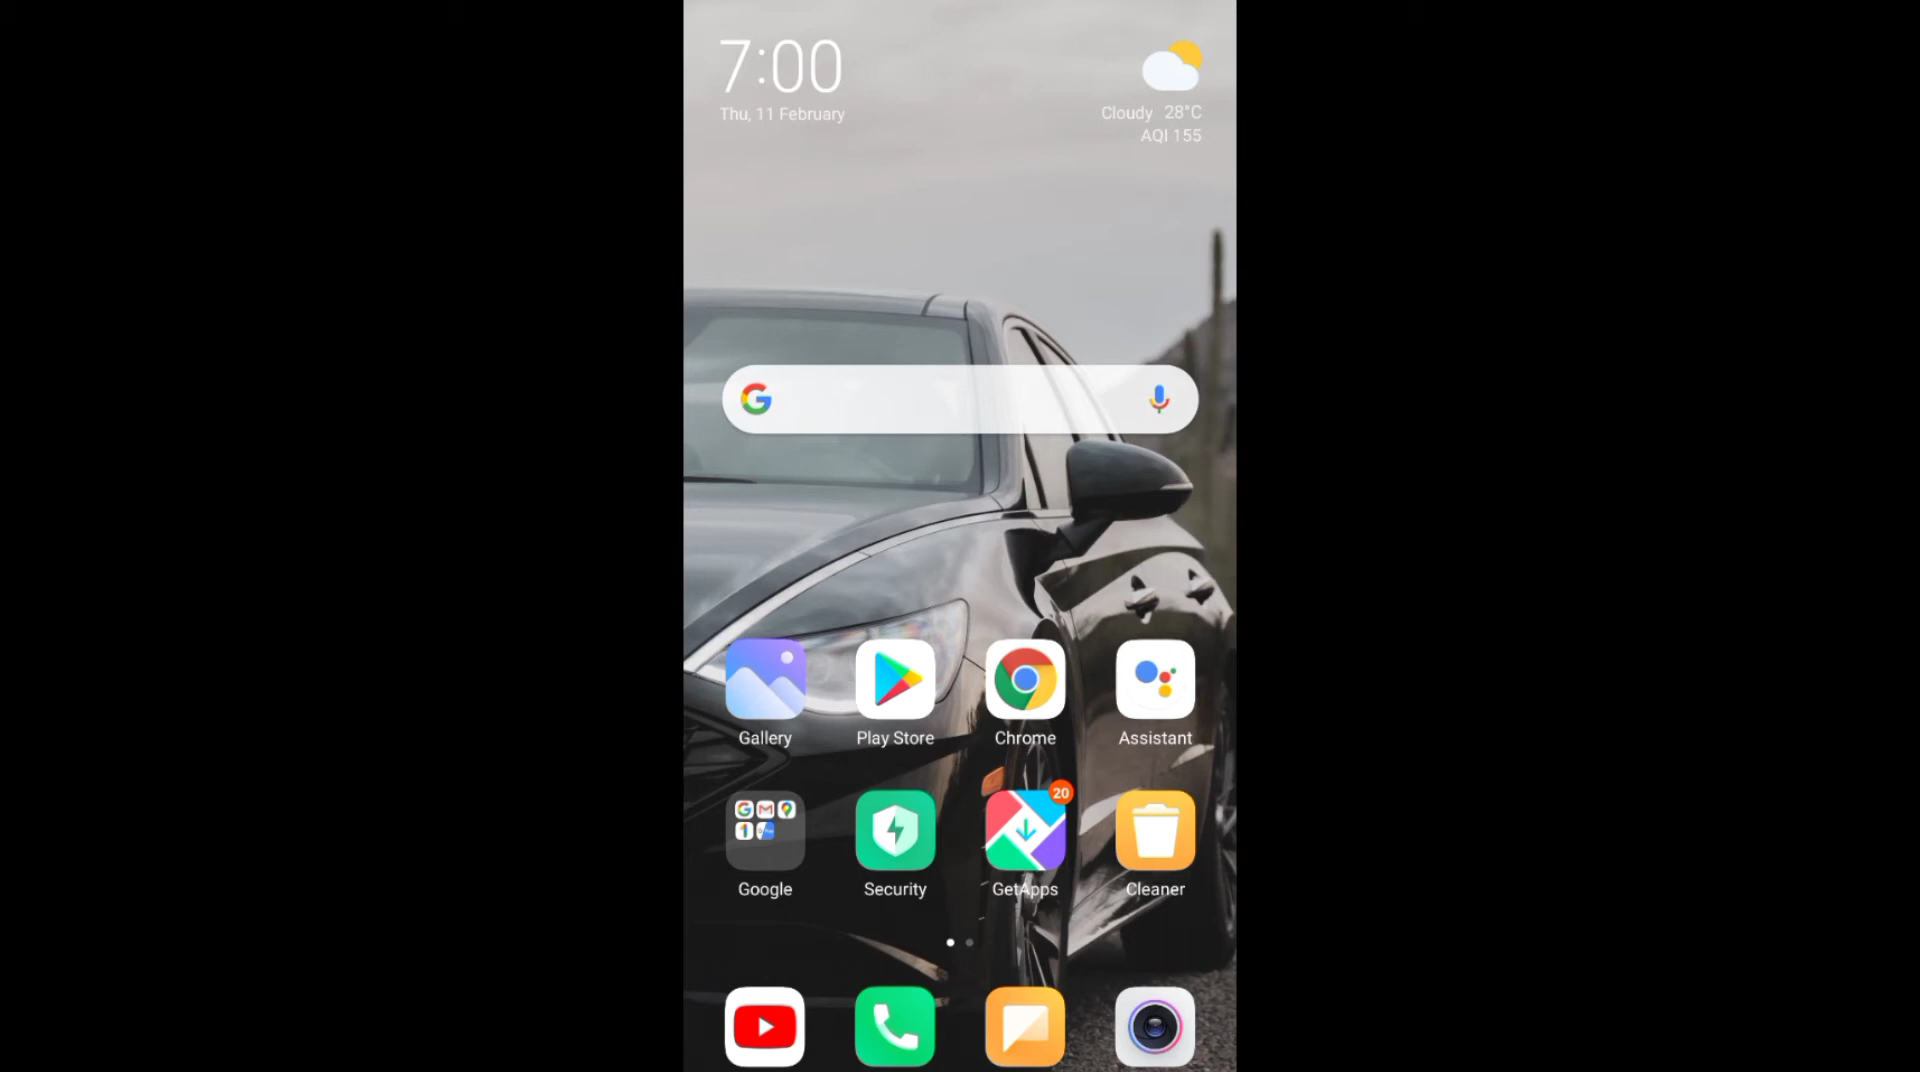 7:00
Thu, 11 February
Cloudy 28°C
AQI 155
Gallery
Play Store
Chrome
Assistant
20
Google
Security
GetApps
Cleaner